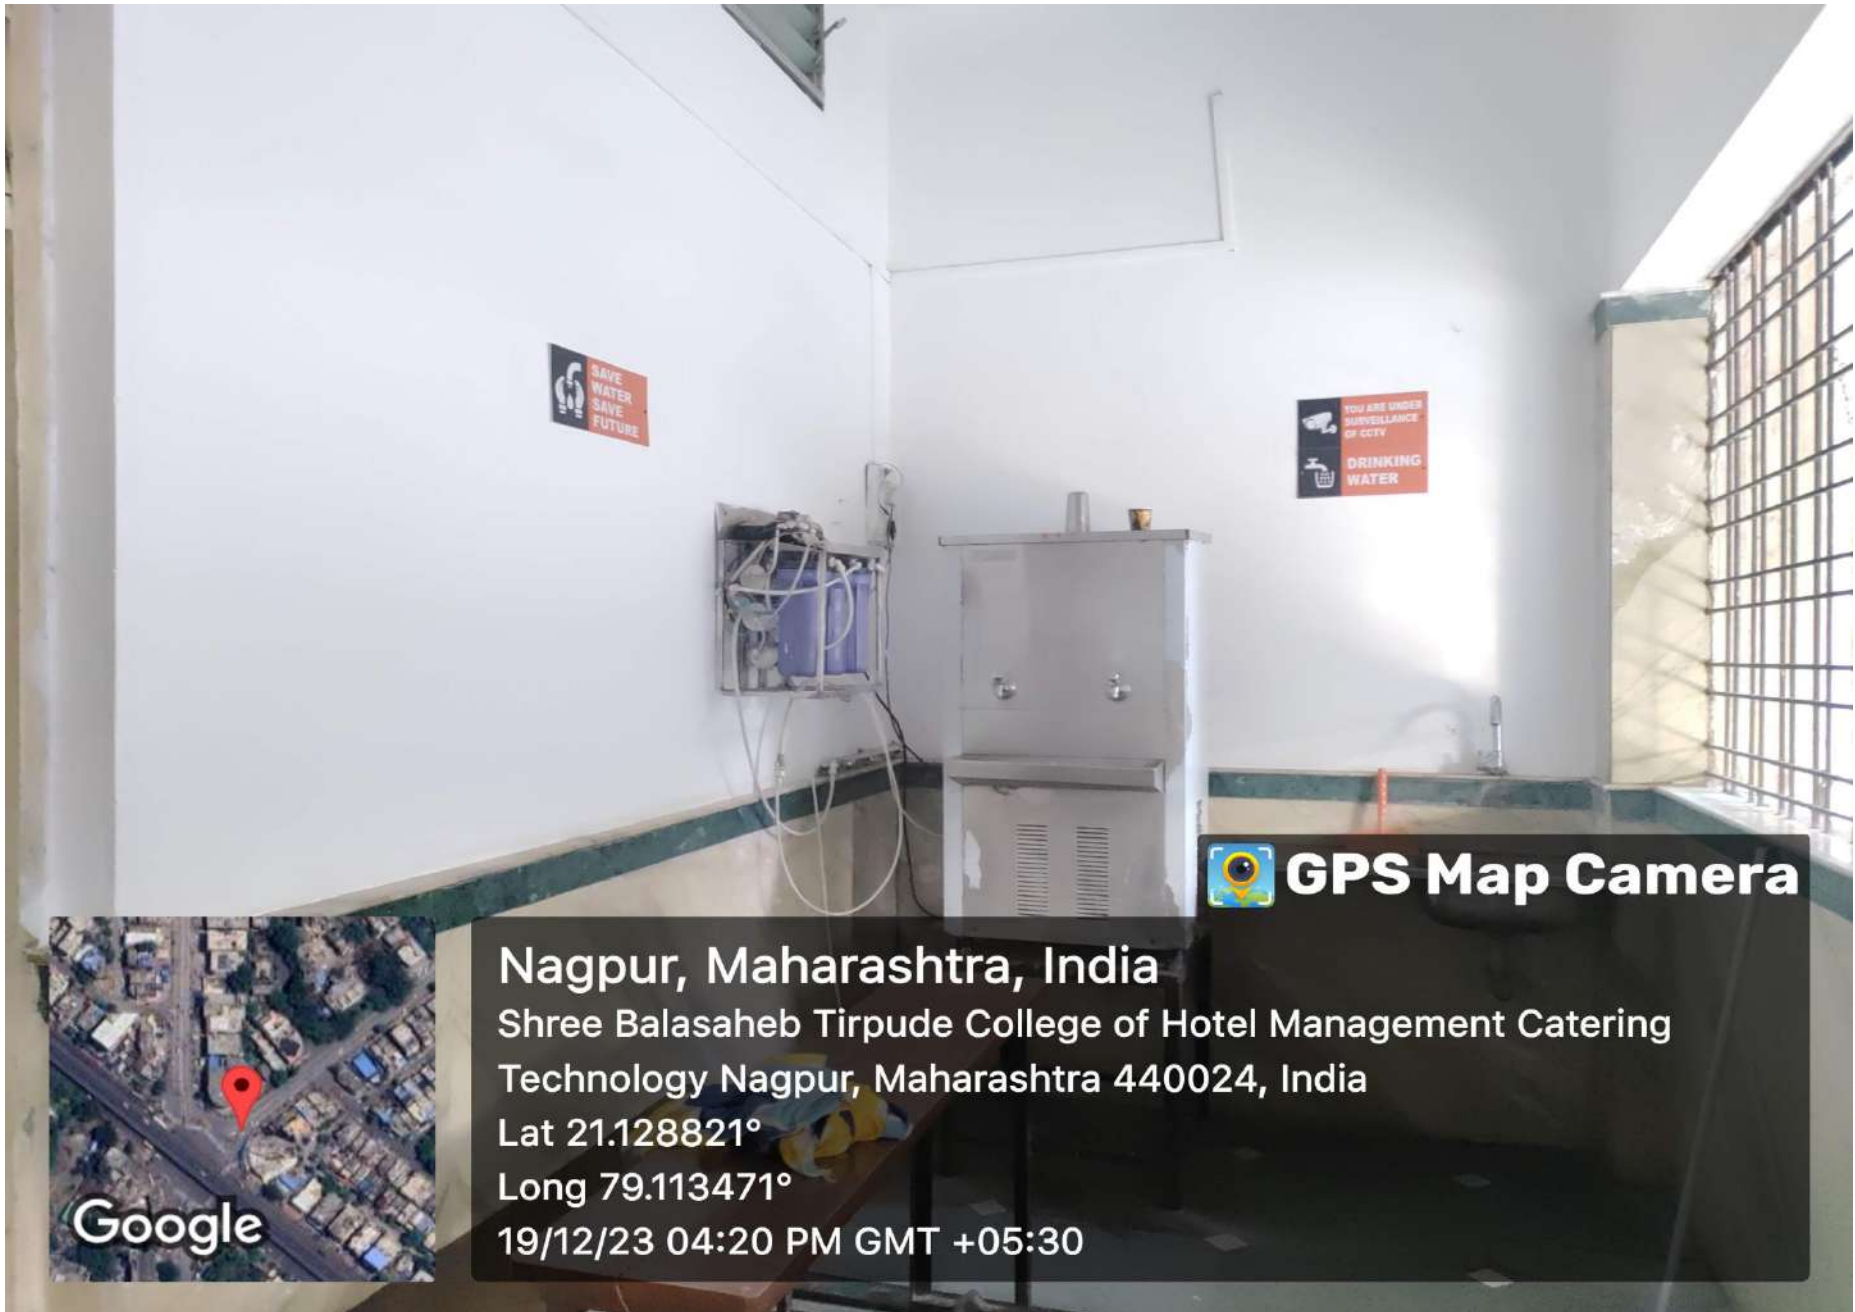 SAVE
WATER
SAVE
FUTURE
YOU ARE UNDER
SURVEILLANCE
OF CCTV
DRINKING
WATER
GPS Map Camera
Nagpur, Maharashtra, India
Shree Balasaheb Tirpude College of Hotel Management Catering
Technology Nagpur, Maharashtra 440024, India
Lat 21.128821°
Long 79.113471°
19/12/23 04:20 PM GMT +05:30
Google